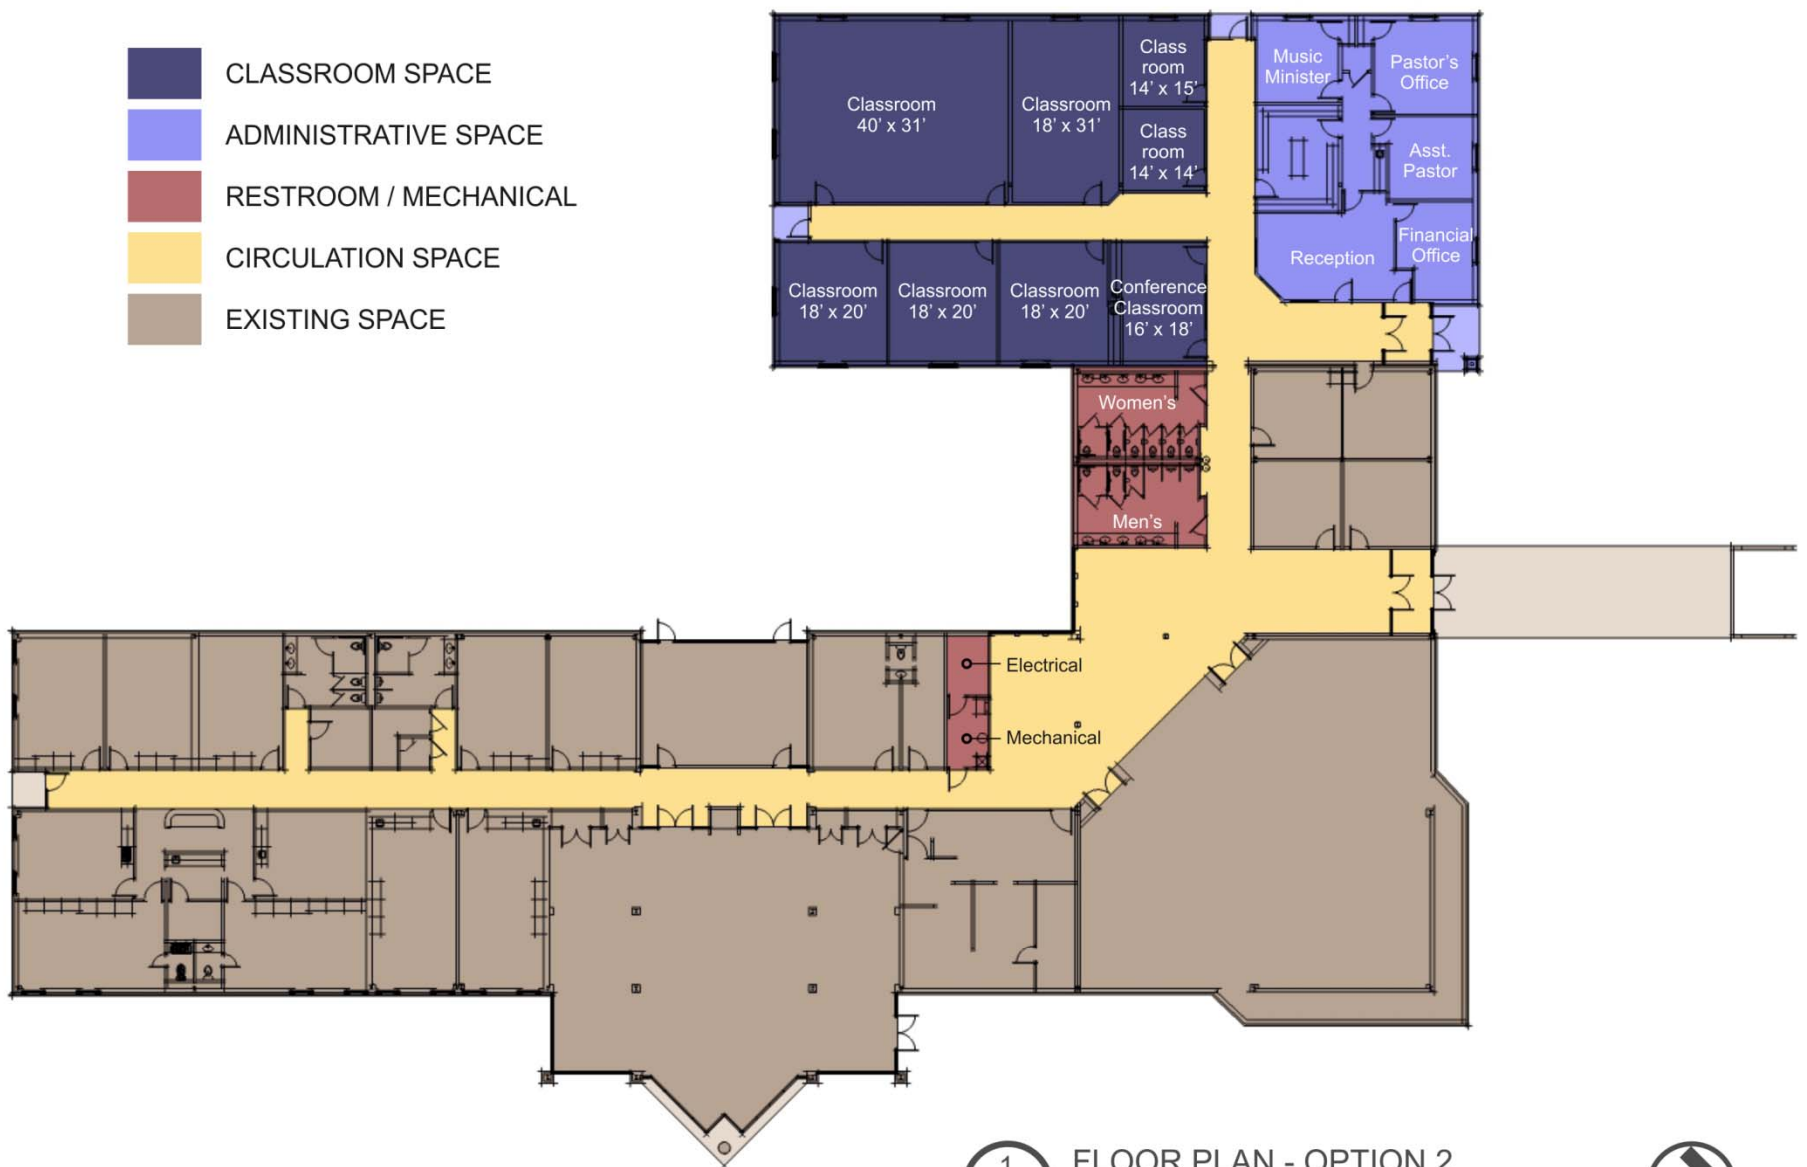 CLASSROOM SPACE
ADMINISTRATIVE SPACE
RESTROOM / MECHANICAL
CIRCULATION SPACE
EXISTING SPACE
Classroom
40' x 31'
Classroom
18' x 31'
Class
room
14' x 15'
Class
room
14' x 14'
Music
Minister
Pastor's
Office
Asst.
Pastor
Reception
Financial
Office
Classroom
18' x 20'
Classroom
18' x 20'
Classroom
18' x 20'
Conference
Classroom
16' x 18'
Women's
Men's
Electrical
Mechanical
1
FLOOR PLAN - OPTION 2